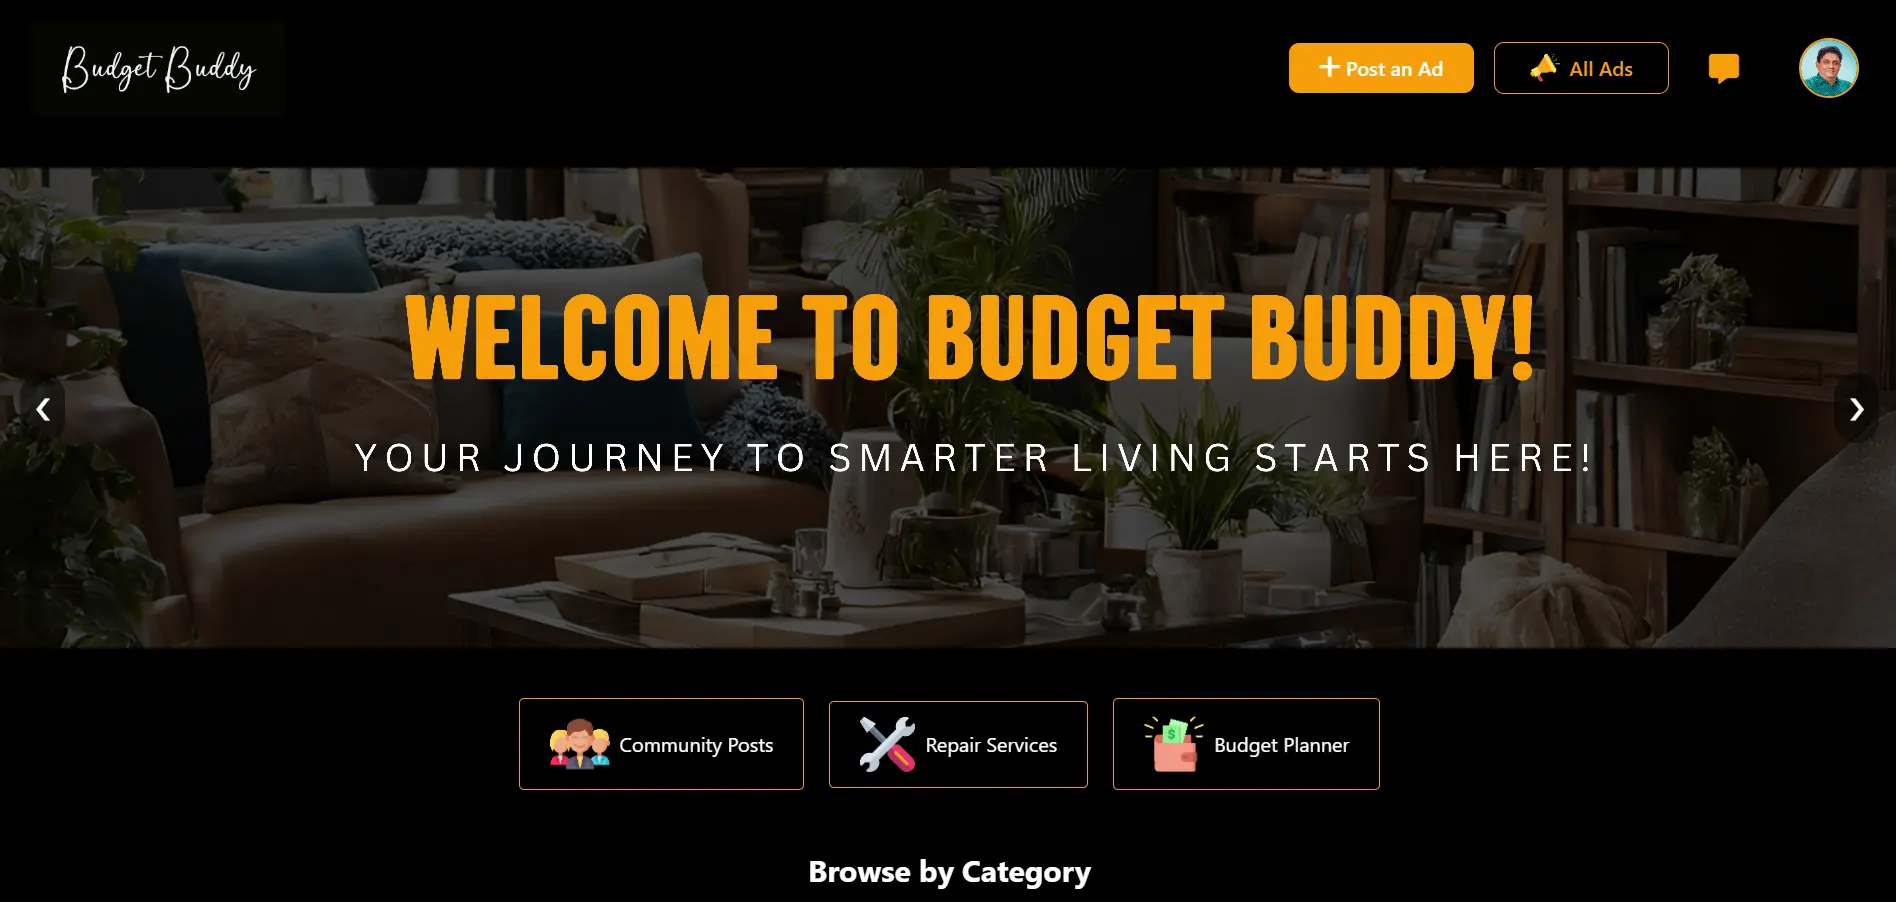 Budget Buddy
+ Post an Ad
All Ads
WELCOME TO BUDGET BUDDY!
YOUR JOURNEY TO SMARTER LIVING STARTS HERE!
❮
❯
Community Posts
Repair Services
$
Budget Planner
Browse by Category